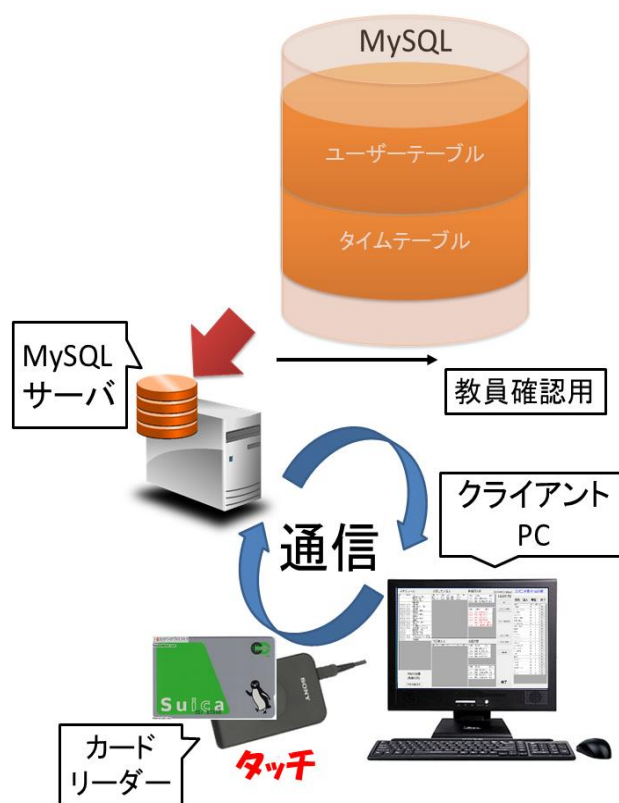 MySQL
ユーザーテーブル
タイムテーブル
MySQL
サーバ
教員確認用
クライアント
PC
通信
Suica
SONY
カード
リーダー
タッチ